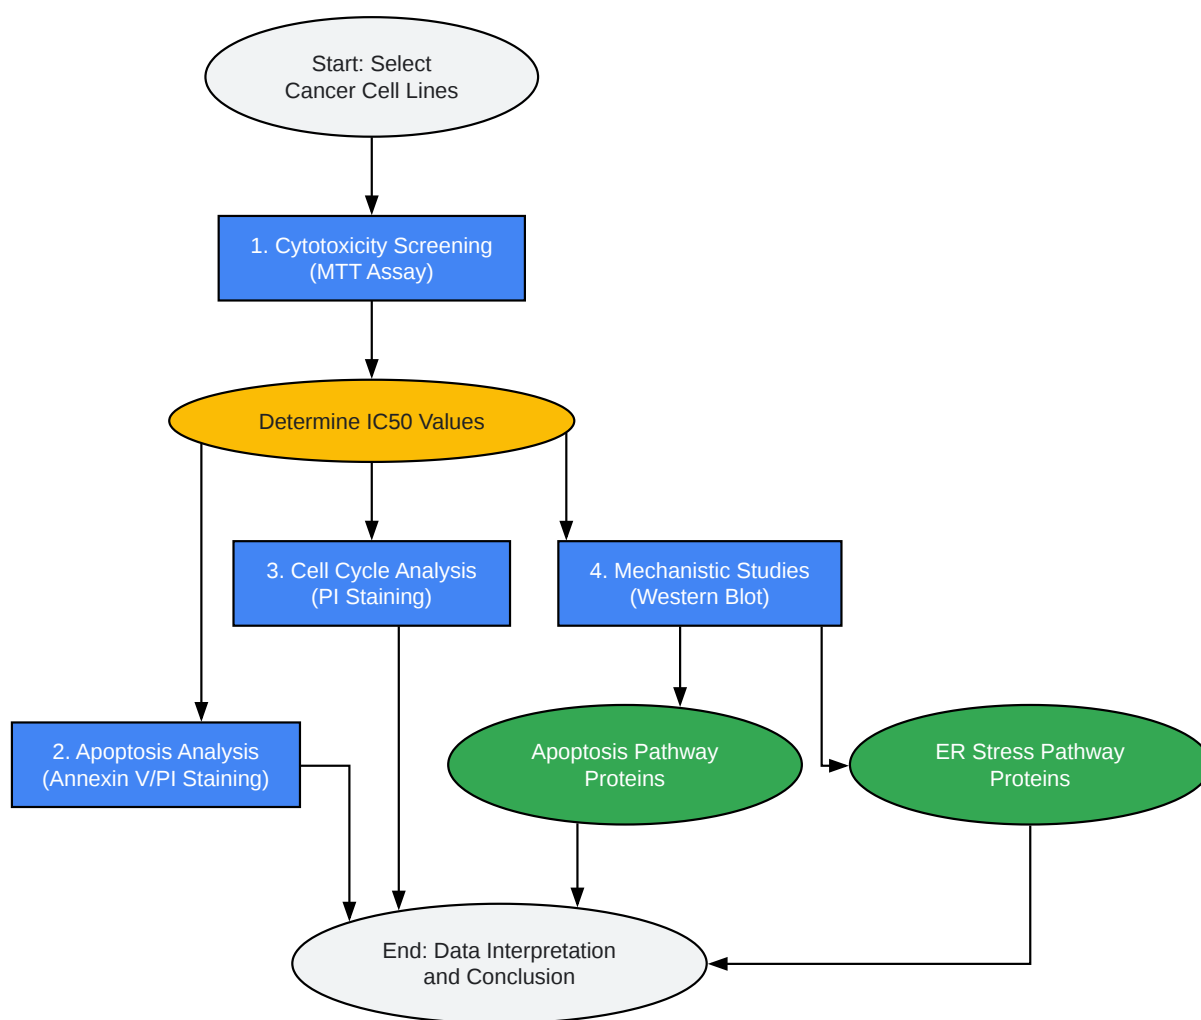 Start: Select
Cancer Cell Lines
1. Cytotoxicity Screening
(MTT Assay)
Determine IC50 Values
3. Cell Cycle Analysis
(PI Staining)
4. Mechanistic Studies
(Western Blot)
2. Apoptosis Analysis
(Annexin V/PI Staining)
Apoptosis Pathway
Proteins
ER Stress Pathway
Proteins
End: Data Interpretation
and Conclusion